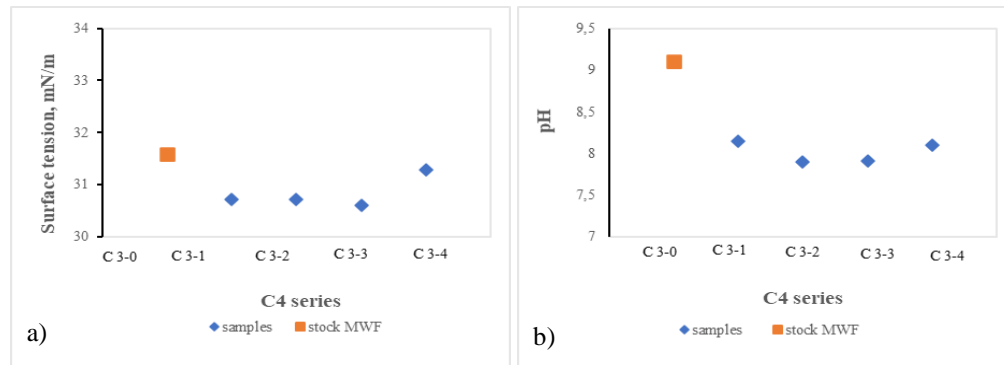 34
33
32
31
30
Surface tension, mN/m
C 3-0 C 3-1 C 3-2 C 3-3 C 3-4
C4 series
samples stock MWF
a)
9,5
9
8,5
8
7,5
7
pH
C 3-0 C 3-1 C 3-2 C 3-3 C 3-4
C4 series
samples stock MWF
b)